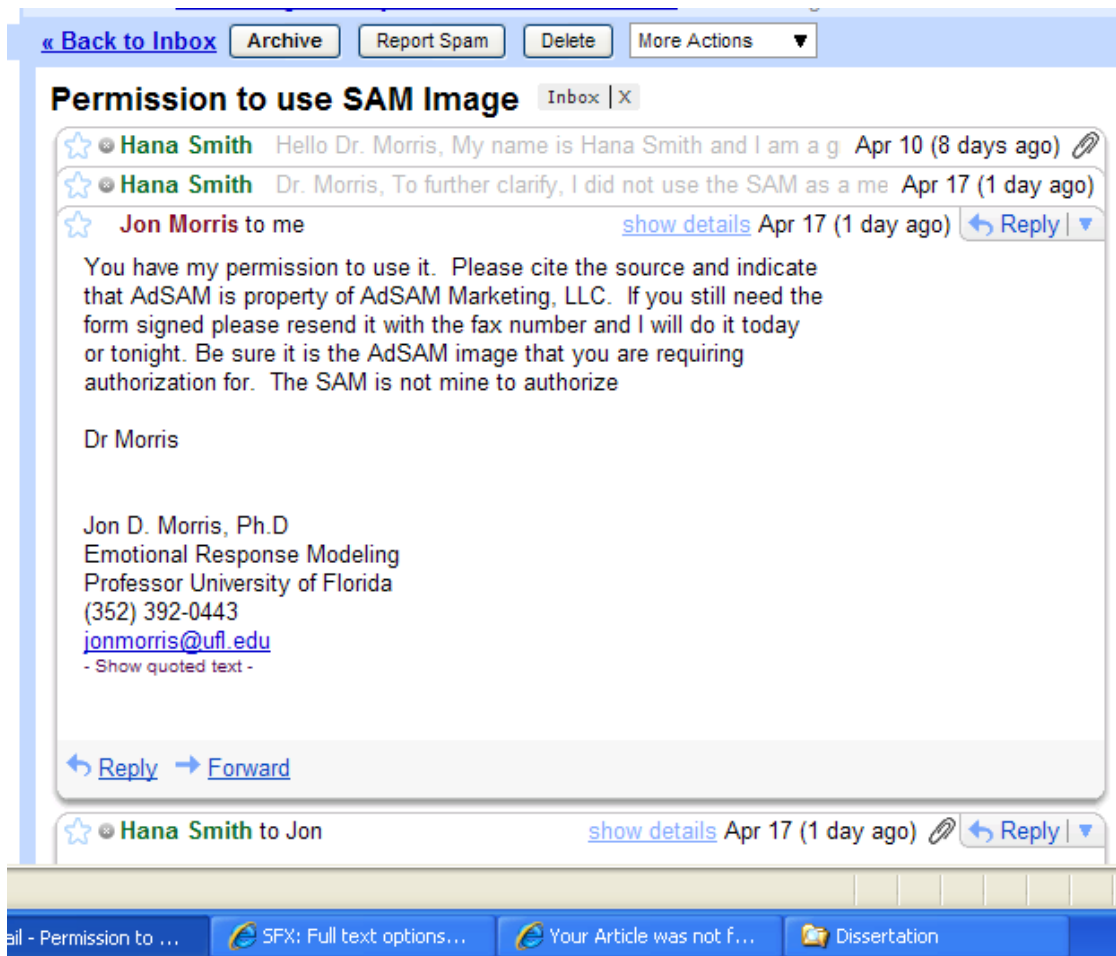 « Back to Inbox Archive Report Spam Delete More Actions
Permission to use SAM Image Inbox | X
Hana Smith Hello Dr. Morris, My name is Hana Smith and I am a g Apr 10 (8 days ago)
Hana Smith Dr. Morris, To further clarify, I did not use the SAM as a me Apr 17 (1 day ago)
Jon Morris to me show details Apr 17 (1 day ago) Reply |
You have my permission to use it. Please cite the source and indicate
that AdSAM is property of AdSAM Marketing, LLC. If you still need the
form signed please resend it with the fax number and I will do it today
or tonight. Be sure it is the AdSAM image that you are requiring
authorization for. The SAM is not mine to authorize
Dr Morris
Jon D. Morris, Ph.D
Emotional Response Modeling
Professor University of Florida
(352) 392-0443
jonmorris@ufl.edu
- Show quoted text -
Reply Forward
Hana Smith to Jon show details Apr 17 (1 day ago) Reply |
ail - Permission to ... SFX: Full text options... Your Article was not f... Dissertation